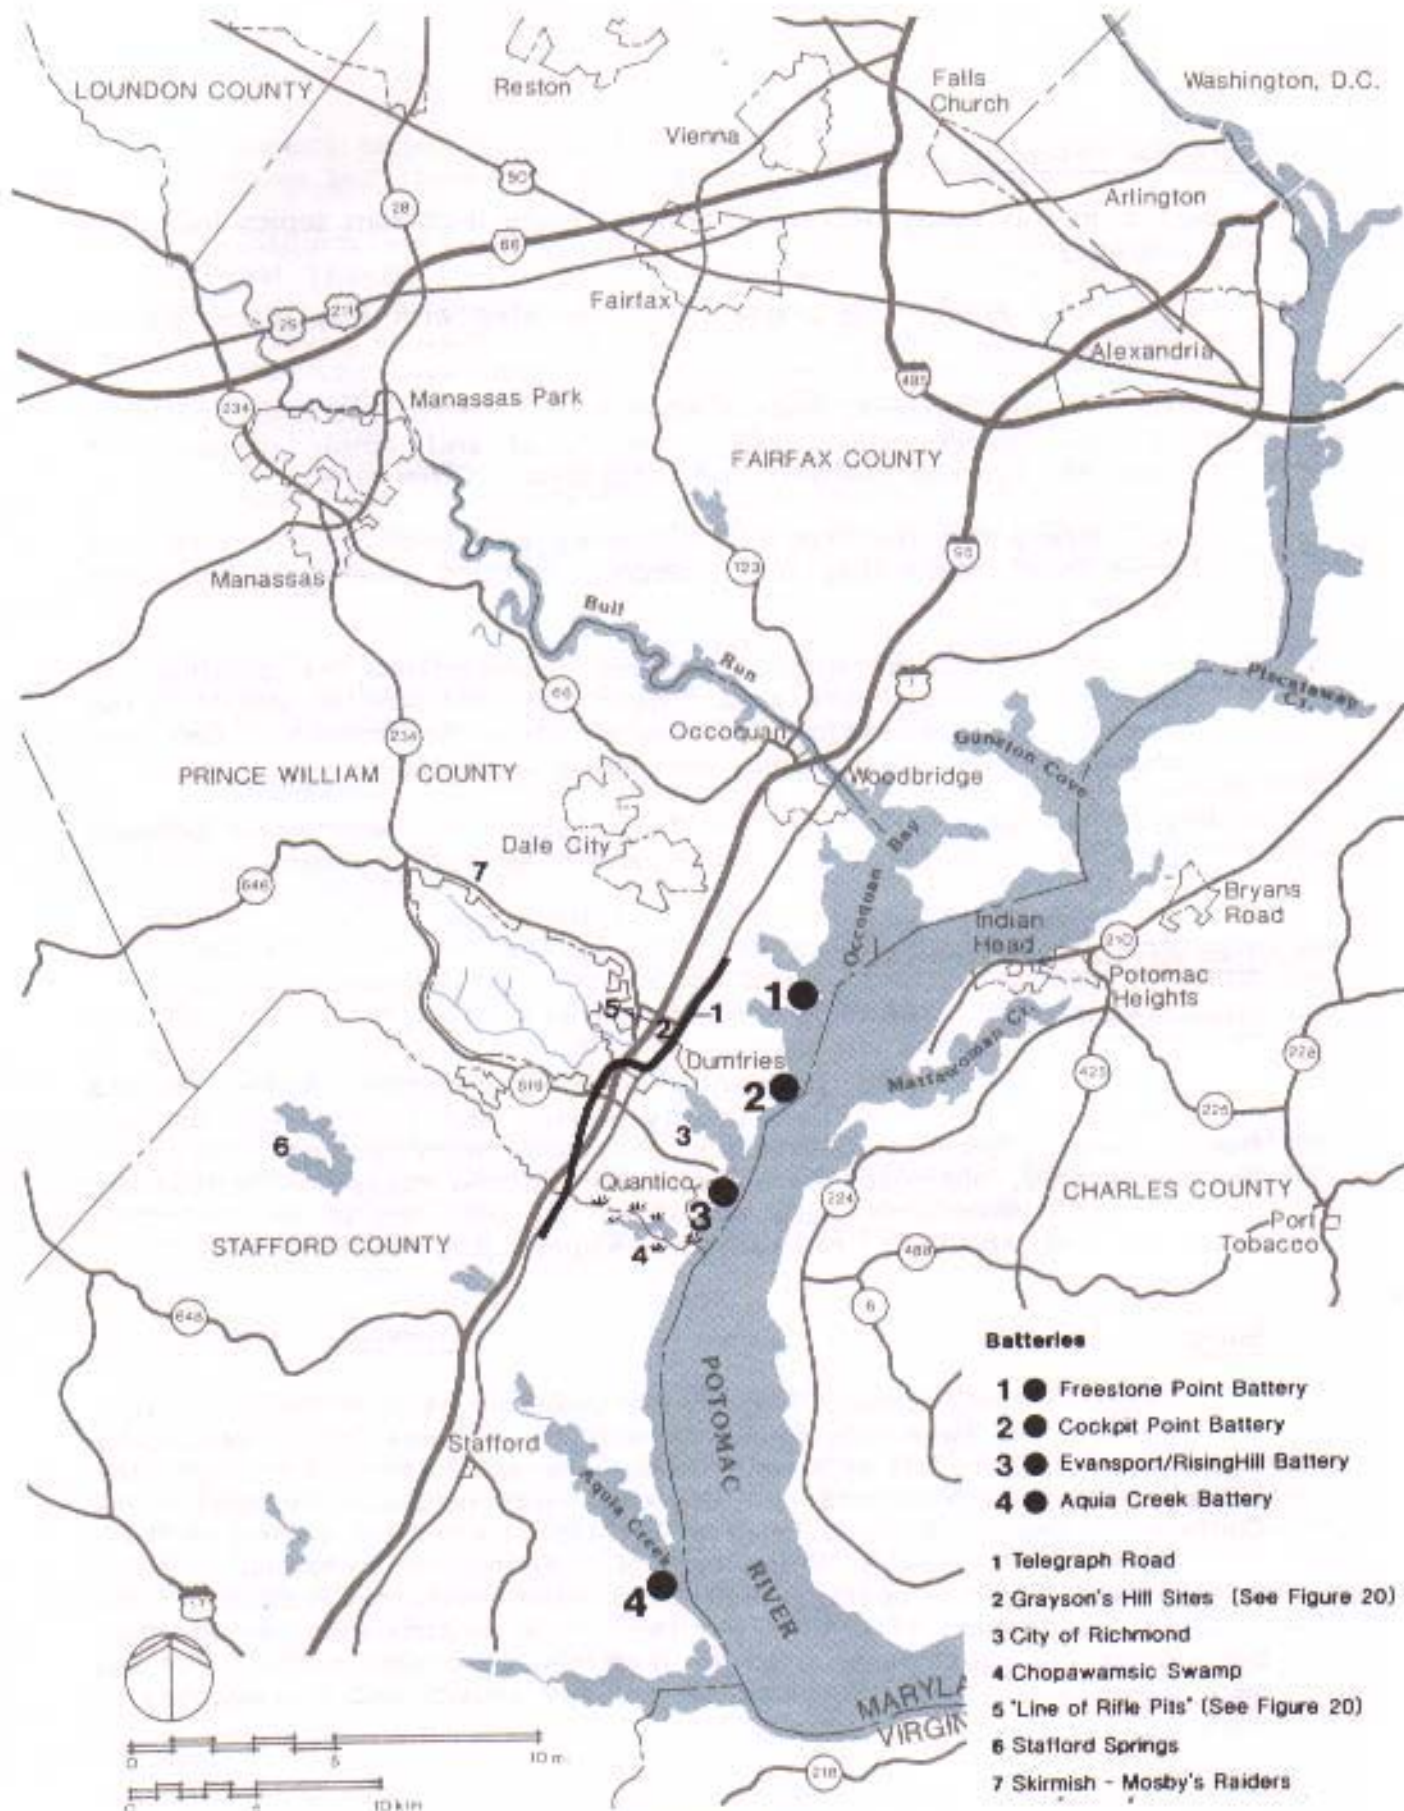 LOUNDON COUNTY
Reston
Falls
Church
Washington, D.C.
Vienna
50
28
Arlington
66
Fairfax
29
211
Alexandria
495
234
Manassas Park
FAIRFAX COUNTY
95
123
Manassas
Bull
Run
1
Piscataway
Cr.
66
234
Occoquan
Gunston Cove
PRINCE WILLIAM COUNTY
Woodbridge
Dale City
Occoquan Bay
7
646
Bryans
Road
Indian
Head
210
Potomac
Heights
1
5
1
2
Mattawoman Cr.
Dumfries
228
425
619
2
225
3
6
Quantico
3
224
CHARLES COUNTY
Port
Tobacco
STAFFORD COUNTY
4
488
6
648
POTOMAC
RIVER
Stafford
Aquia Creek
4
1
MARYLA
VIRGIN
218
0 5 10 mi
10 km
Batteries
1 ● Freestone Point Battery
2 ● Cockpit Point Battery
3 ● Evansport/RisingHill Battery
4 ● Aquia Creek Battery
1 Telegraph Road
2 Grayson's Hill Sites (See Figure 20)
3 City of Richmond
4 Chopawamsic Swamp
5 "Line of Rifle Pits" (See Figure 20)
6 Stafford Springs
7 Skirmish - Mosby's Raiders